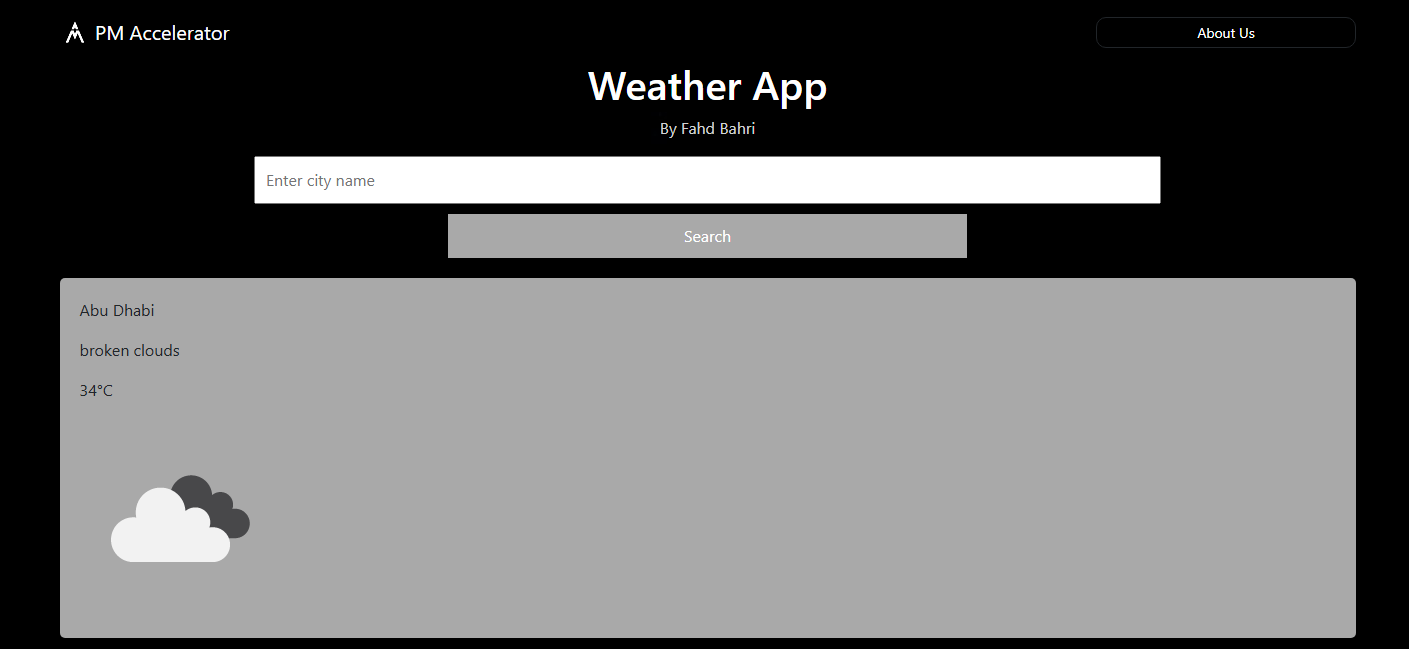 PM Accelerator
About Us
Weather App
By Fahd Bahri
Enter city name
Search
Abu Dhabi
broken clouds
34°C